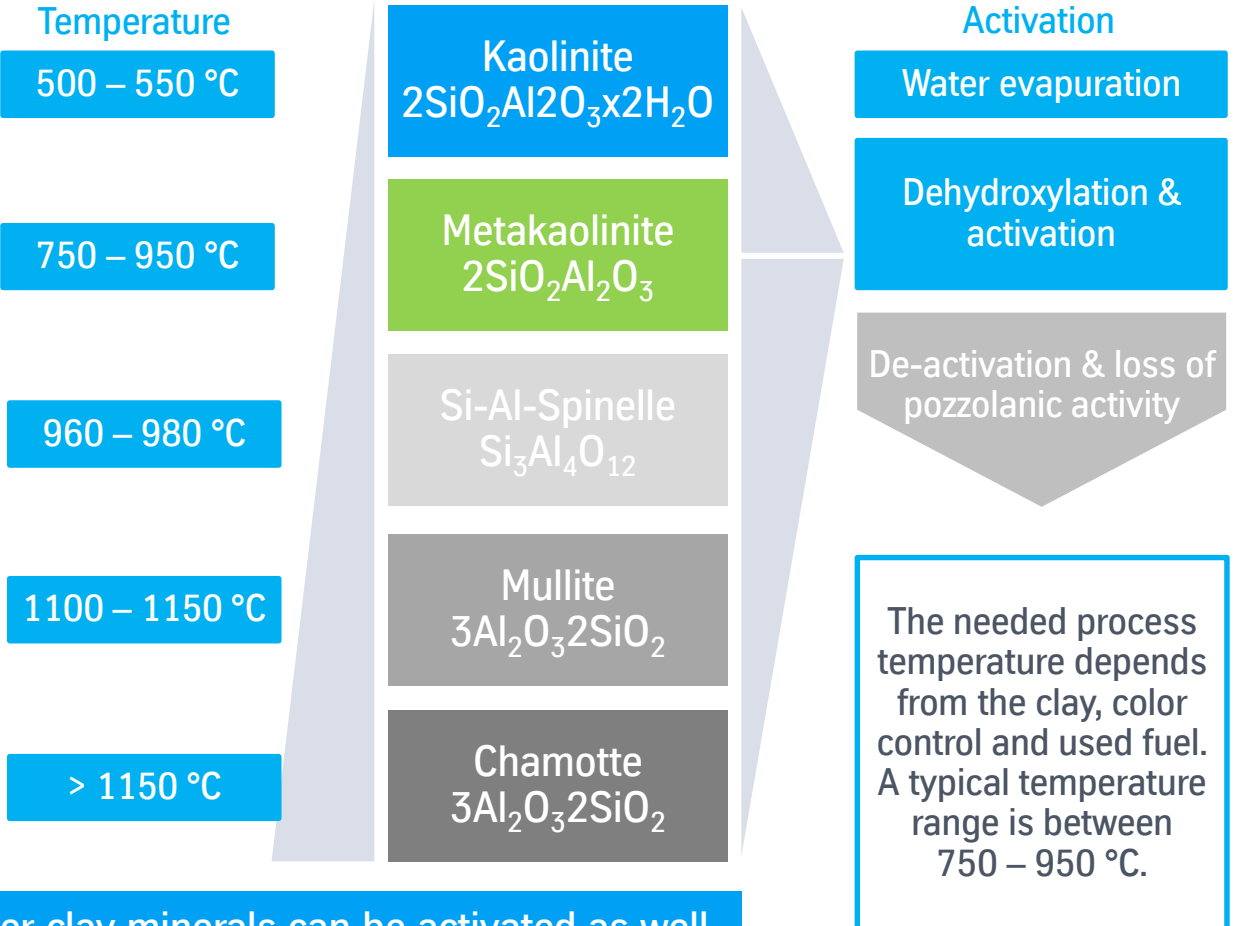 Temperature
500 – 550 °C
750 – 950 °C
960 – 980 °C
1100 – 1150 °C
> 1150 °C
Kaolinite
2SiO₂Al2O₃x2H₂O
Metakaolinite
2SiO₂Al₂O₃
Si-Al-Spinelle
Si₃Al₄O₁₂
Mullite
3Al₂O₃2SiO₂
Chamotte
3Al₂O₃2SiO₂
Activation
Water evapuration
Dehydroxylation &
activation
De-activation & loss of
pozzolanic activity
The needed process
temperature depends
from the clay, color
control and used fuel.
A typical temperature
range is between
750 – 950 °C.
clay minerals can be activated as well